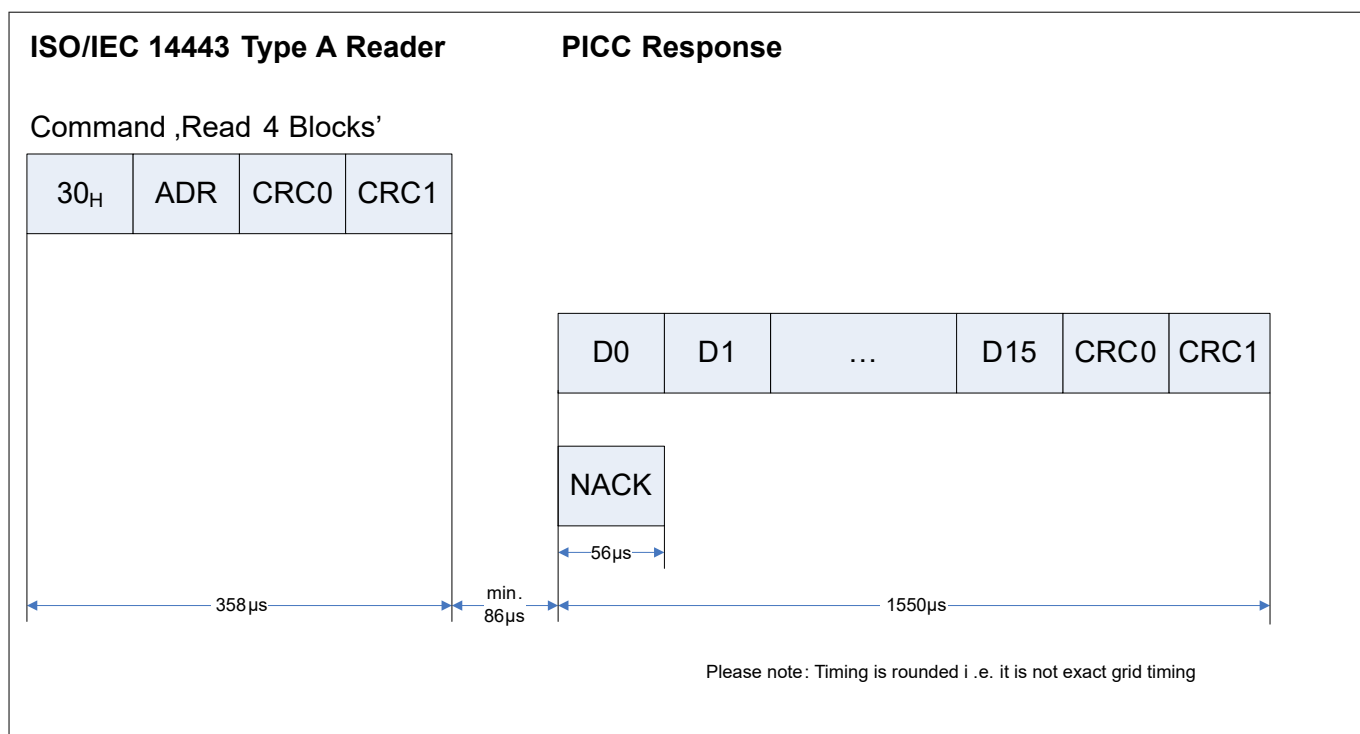 ISO/IEC 14443 Type A Reader
PICC Response
Command ‚Read 4 Blocks’
30H
ADR
CRC0
CRC1
D0
D1
…
D15
CRC0
CRC1
NACK
56µs
358µs
min.
86µs
1550µs
Please note: Timing is rounded i .e. it is not exact grid timing